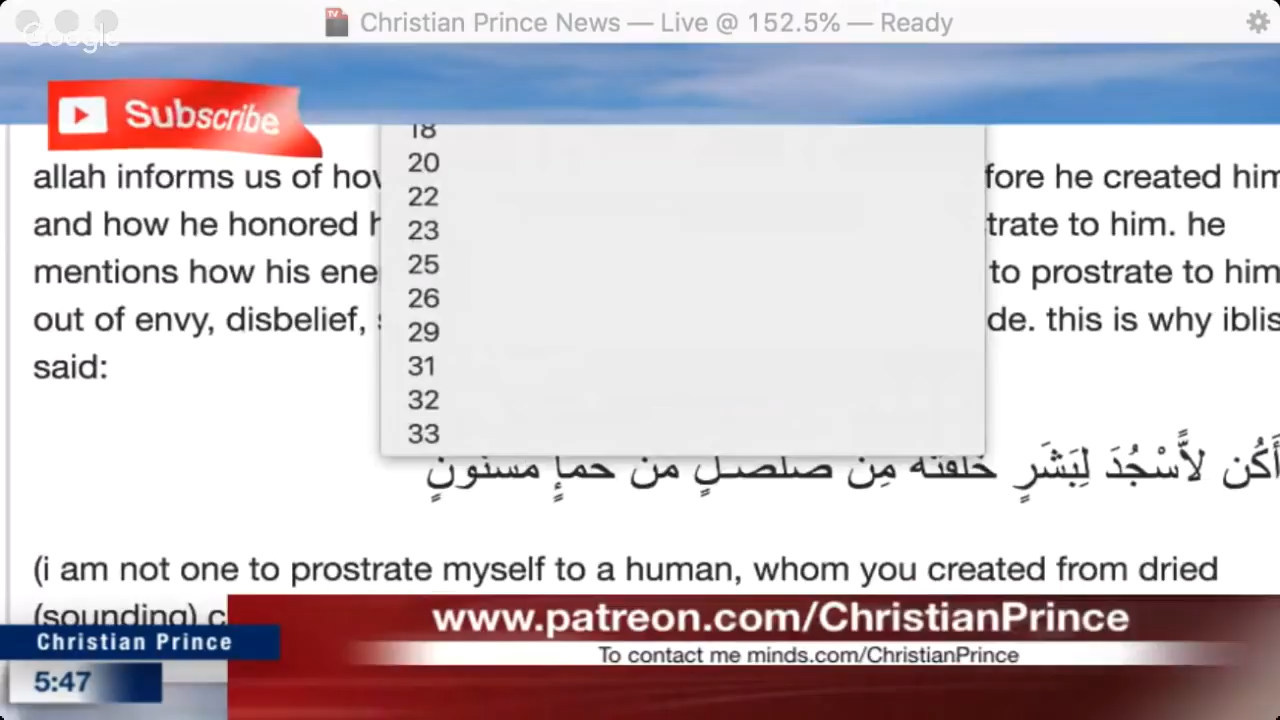 Christian Prince News — Live @ 152.5% — Ready
Google
Subscribe
18
20
22
23
25
26
29
31
32
33
allah informs us of how fore he created him
and how he honored trate to him. he
mentions how his to prostrate to him
out of envy, disbelief, this is why iblis
said:
أَكُن لأَّسْجُدَ لِبَشَرٍ خَلَقْتَهُ مِن صَلْصَـلٍ مِّنْ حَمَإٍ مَّسْنُونٍ
(i am not one to prostrate myself to a human, whom you created from dried
(sounding)
www.patreon.com/ChristianPrince
Christian Prince
To contact me minds.com/ChristianPrince
5:47